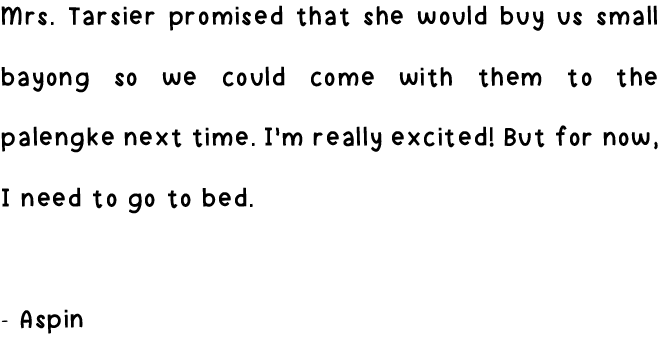 Mrs. Tarsier promised that she would buy us small
bayong so we could come with them to the
palengke next time. I'm really excited! But for now,
I need to go to bed.
- Aspin